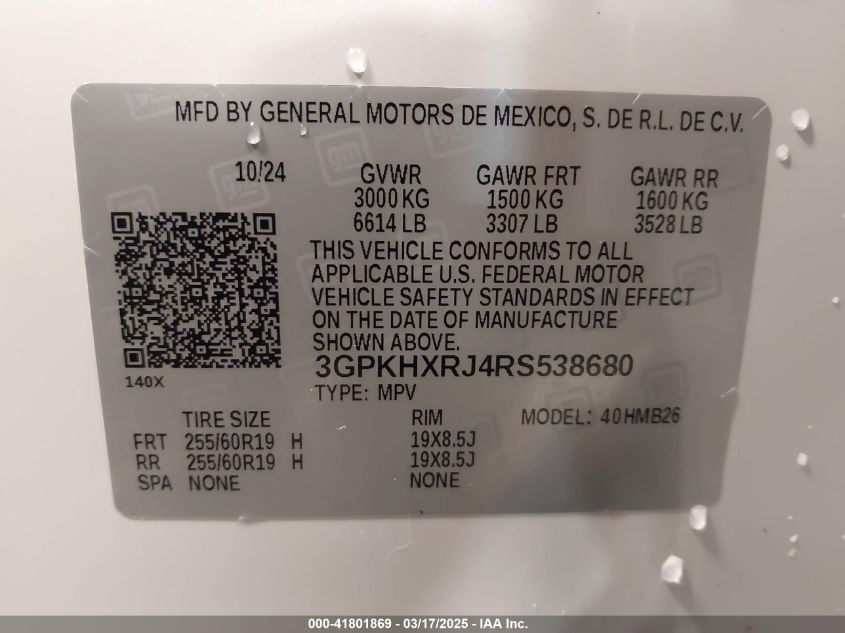 MFD BY GENERAL MOTORS DE MEXICO, S. DE R.L. DE C.V.
10/24 GVWR GAWR FRT GAWR RR
3000 KG 1500 KG 1600 KG
6614 LB 3307 LB 3528 LB
THIS VEHICLE CONFORMS TO ALL
APPLICABLE U.S. FEDERAL MOTOR
VEHICLE SAFETY STANDARDS IN EFFECT
ON THE DATE OF MANUFACTURE
SHOWN ABOVE.
3GPKHXRJ4RS538680
140X
TYPE: MPV
TIRE SIZE RIM MODEL: 40HMB26
FRT 255/60R19 H 19X8.5J
RR 255/60R19 H 19X8.5J
SPA NONE NONE
gm
000-41801869 - 03/17/2025 - IAA Inc.